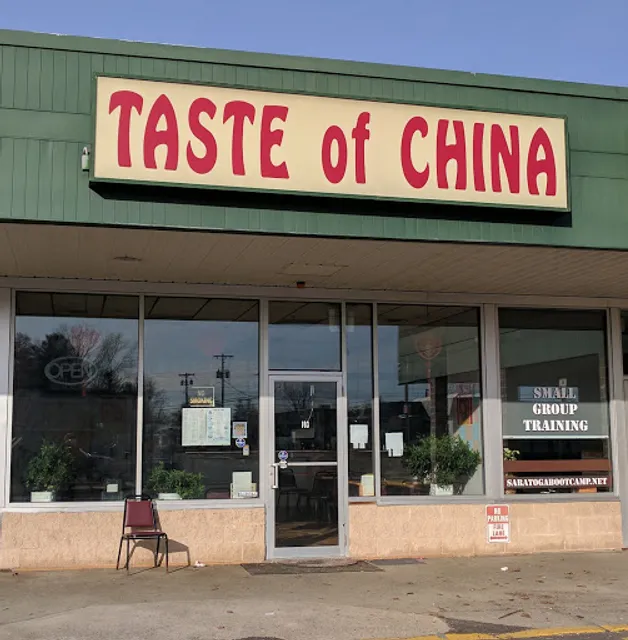 TASTE of CHINA
OPEN
SMALL
GROUP
TRAINING
SARATOGABOOTCAMP.NET
NO
PARKING
FIRE
LANE